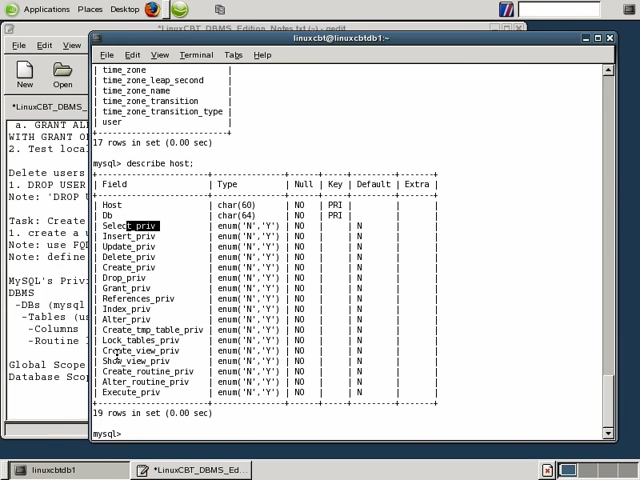 Applications Places Desktop
*LinuxCBT_DBMS_Edition_Notes.txt (~) - gedit
File Edit View
New Open
*LinuxCBT_DBMS_
a. GRANT ALL
WITH GRANT OP
2. Test local
Delete users
1. DROP USER
Note: 'DROP U
Task: Create
1. create a u
Note: use FQD
Note: define
MySQL's Privi
DBMS
-DBs (mysql
-Tables (us
-Columns
-Routine
Global Scope
Database Scop
linuxcbt@linuxcbtdb1:~
File Edit View Terminal Tabs Help
| time_zone |
| time_zone_leap_second |
| time_zone_name |
| time_zone_transition |
| time_zone_transition_type |
| user |
+---------------------------+
17 rows in set (0.00 sec)
mysql> describe host;
+-----------------------+---------------+------+-----+---------+-------+
| Field | Type | Null | Key | Default | Extra |
+-----------------------+---------------+------+-----+---------+-------+
| Host | char(60) | NO | PRI | | |
| Db | char(64) | NO | PRI | | |
| Select_priv | enum('N','Y') | NO | | N | |
| Insert_priv | enum('N','Y') | NO | | N | |
| Update_priv | enum('N','Y') | NO | | N | |
| Delete_priv | enum('N','Y') | NO | | N | |
| Create_priv | enum('N','Y') | NO | | N | |
| Drop_priv | enum('N','Y') | NO | | N | |
| Grant_priv | enum('N','Y') | NO | | N | |
| References_priv | enum('N','Y') | NO | | N | |
| Index_priv | enum('N','Y') | NO | | N | |
| Alter_priv | enum('N','Y') | NO | | N | |
| Create_tmp_table_priv | enum('N','Y') | NO | | N | |
| Lock_tables_priv | enum('N','Y') | NO | | N | |
| Create_view_priv | enum('N','Y') | NO | | N | |
| Show_view_priv | enum('N','Y') | NO | | N | |
| Create_routine_priv | enum('N','Y') | NO | | N | |
| Alter_routine_priv | enum('N','Y') | NO | | N | |
| Execute_priv | enum('N','Y') | NO | | N | |
+-----------------------+---------------+------+-----+---------+-------+
19 rows in set (0.00 sec)
mysql>
linuxcbtdb1
*LinuxCBT_DBMS_Ed...